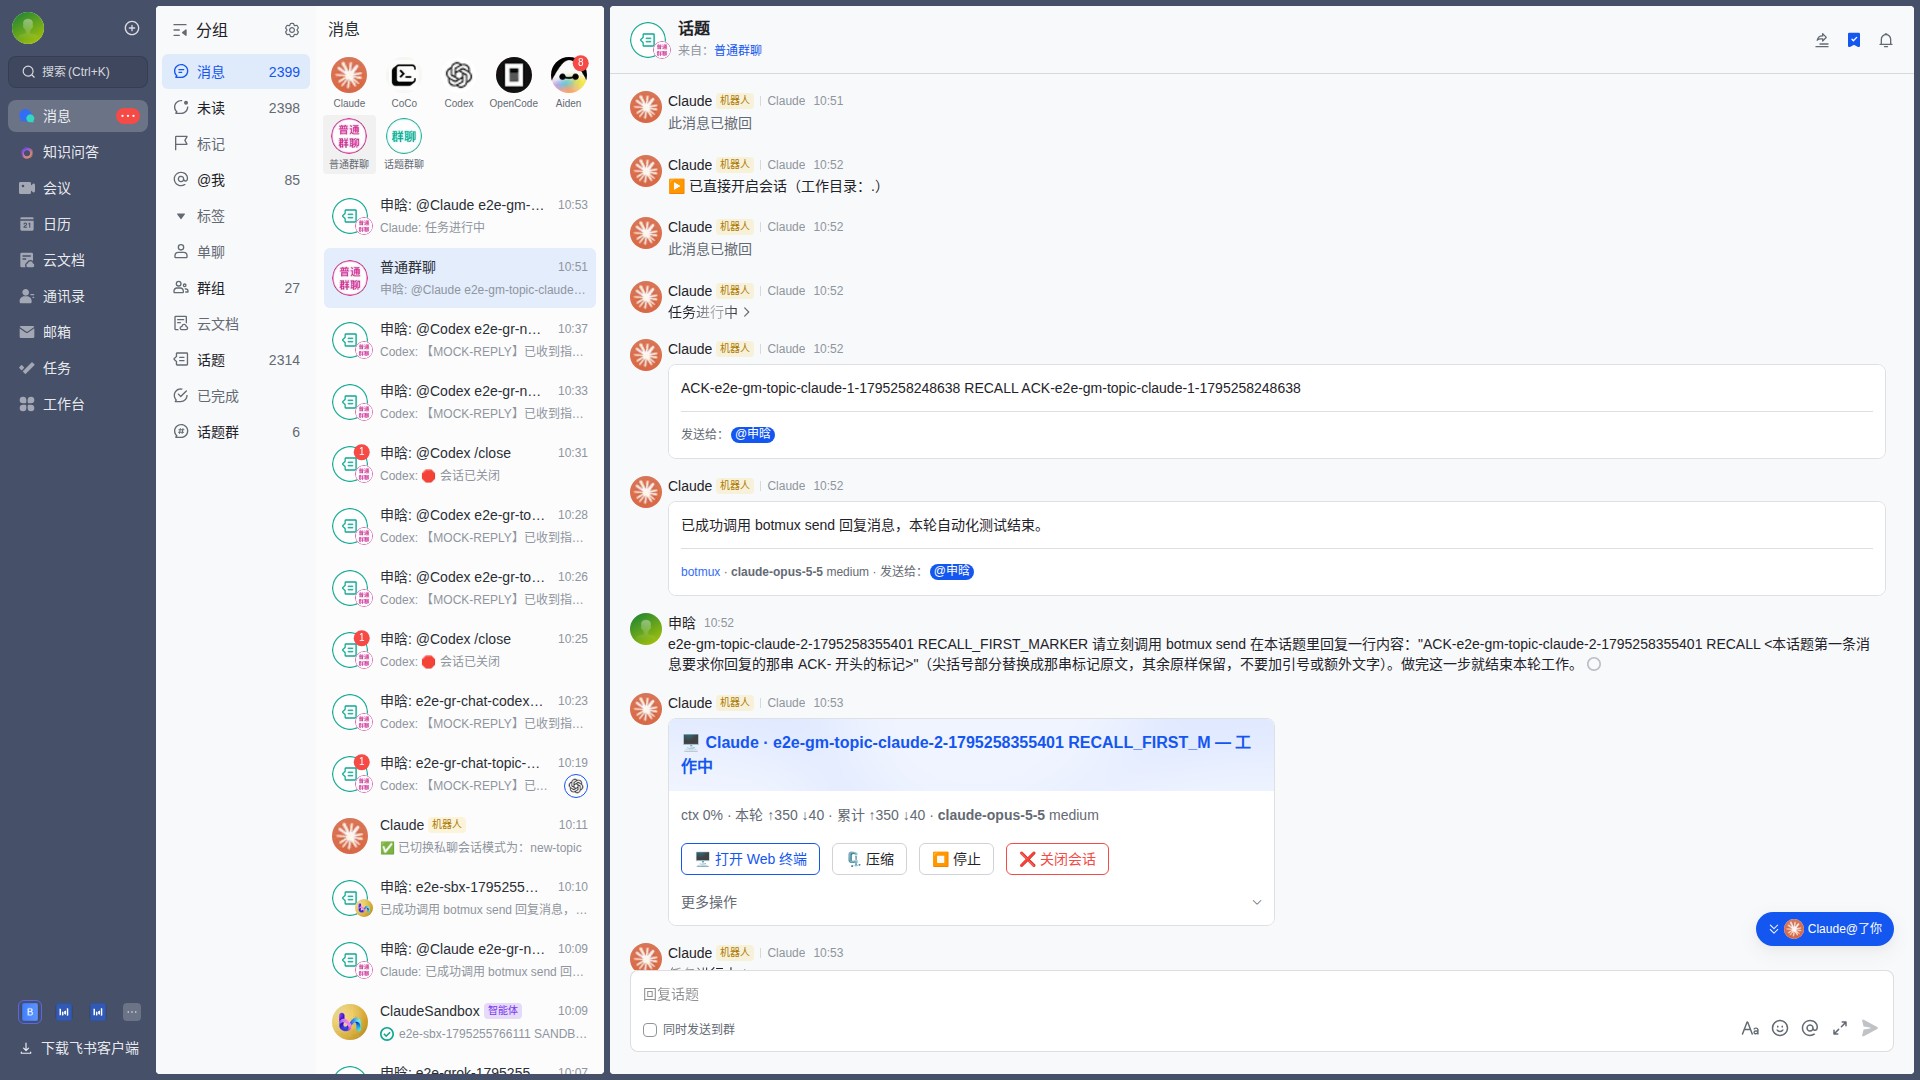 搜索 (Ctrl+K)
消息
知识问答
会议
日历
云文档
通讯录
邮箱
任务
工作台
下载飞书客户端
分组
消息 2399
未读 2398
标记
@我 85
标签
单聊
群组 27
云文档
话题 2314
已完成
话题群 6
消息
Claude
CoCo
Codex
OpenCode
8
Aiden
普通群聊
普通群聊
群聊
话题群聊
申晗: @Claude e2e-gm-... 10:53
Claude: 任务进行中
普通群聊
普通群聊 10:51
申晗: @Claude e2e-gm-topic-claude...
申晗: @Codex e2e-gr-n... 10:37
Codex: 【MOCK-REPLY】已收到指...
申晗: @Codex e2e-gr-n... 10:33
Codex: 【MOCK-REPLY】已收到指...
1
申晗: @Codex /close 10:31
Codex: 🛑 会话已关闭
申晗: @Codex e2e-gr-to... 10:28
Codex: 【MOCK-REPLY】已收到指...
申晗: @Codex e2e-gr-to... 10:26
Codex: 【MOCK-REPLY】已收到指...
1
申晗: @Codex /close 10:25
Codex: 🛑 会话已关闭
申晗: e2e-gr-chat-codex... 10:23
Codex: 【MOCK-REPLY】已收到指...
1
申晗: e2e-gr-chat-topic-... 10:19
Codex: 【MOCK-REPLY】已...
Claude 机器人 10:11
✅ 已切换私聊会话模式为：new-topic
申晗: e2e-sbx-1795255... 10:10
已成功调用 botmux send 回复消息，...
申晗: @Claude e2e-gr-n... 10:09
Claude: 已成功调用 botmux send 回...
ClaudeSandbox 智能体 10:09
e2e-sbx-1795255766111 SANDB...
申晗: e2e-grok-1795255... 10:07
话题
来自：普通群聊
Claude 机器人 | Claude 10:51
此消息已撤回
Claude 机器人 | Claude 10:52
▶️ 已直接开启会话（工作目录：.）
Claude 机器人 | Claude 10:52
此消息已撤回
Claude 机器人 | Claude 10:52
任务进行中 >
Claude 机器人 | Claude 10:52
ACK-e2e-gm-topic-claude-1-1795258248638 RECALL ACK-e2e-gm-topic-claude-1-1795258248638
发送给：@申晗
Claude 机器人 | Claude 10:52
已成功调用 botmux send 回复消息，本轮自动化测试结束。
botmux · claude-opus-5-5 medium · 发送给：@申晗
申晗 10:52
e2e-gm-topic-claude-2-1795258355401 RECALL_FIRST_MARKER 请立刻调用 botmux send 在本话题里回复一行内容："ACK-e2e-gm-topic-claude-2-1795258355401 RECALL <本话题第一条消
息要求你回复的那串 ACK- 开头的标记>"（尖括号部分替换成那串标记原文，其余原样保留，不要加引号或额外文字）。做完这一步就结束本轮工作。
Claude 机器人 | Claude 10:53
🖥️ Claude · e2e-gm-topic-claude-2-1795258355401 RECALL_FIRST_M — 工
作中
ctx 0% · 本轮 ↑350 ↓40 · 累计 ↑350 ↓40 · claude-opus-5-5 medium
🖥️ 打开 Web 终端
🗜️ 压缩
⏹️ 停止
❌ 关闭会话
更多操作
Claude 机器人 | Claude 10:53
Claude@了你
回复话题
同时发送到群